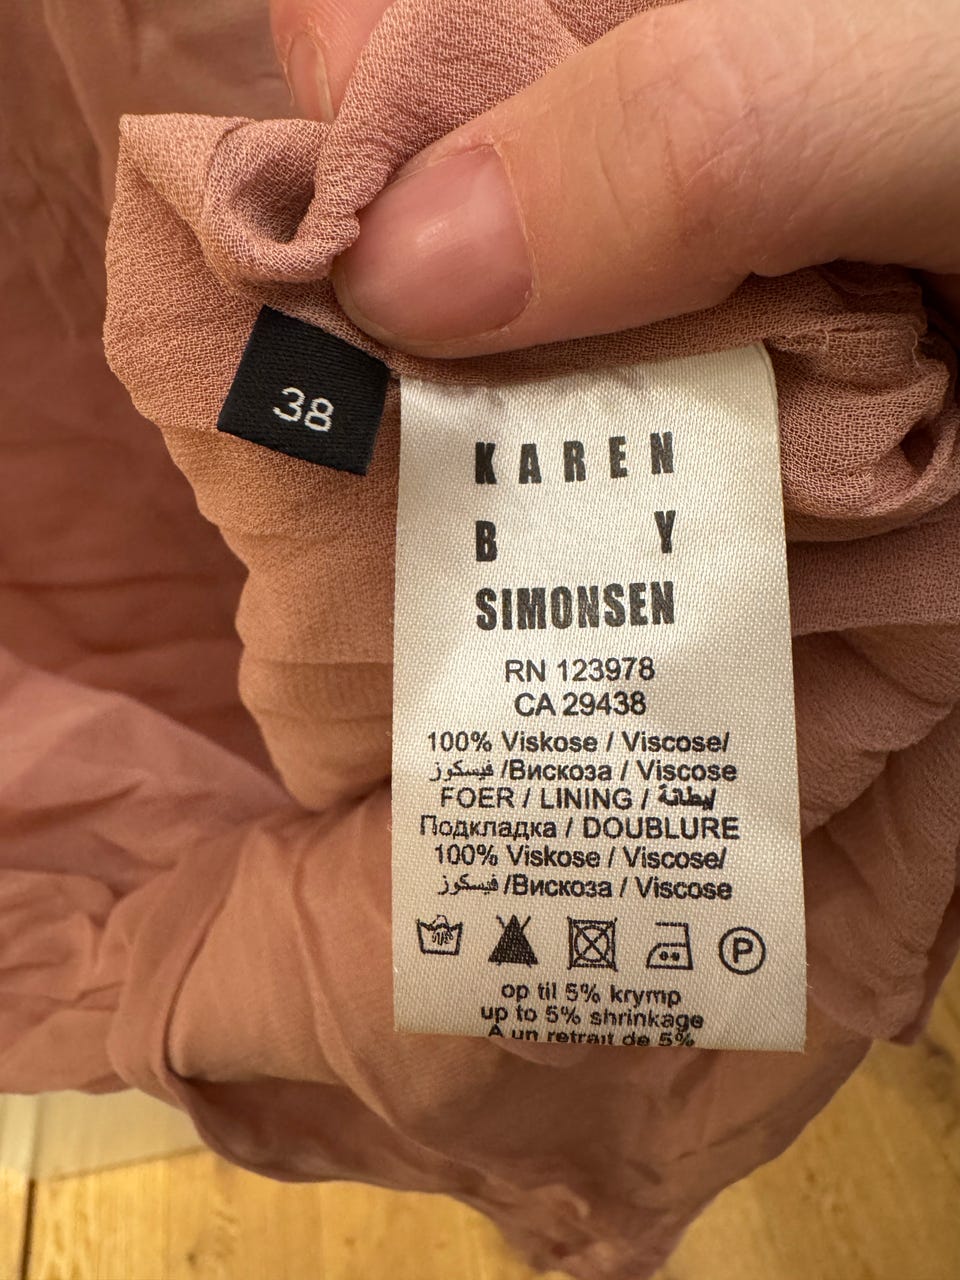 38
KAREN
BY
SIMONSEN
RN 123978
CA 29438
100% Viskose / Viscose/
فيسكوز /Вискоза / Viscose
FOER / LINING / لبطانة/
Подкладка / DOUBLURE
100% Viskose / Viscose/
فيسكوز /Вискоза / Viscose
P
op til 5% krymp
up to 5% shrinkage
A un retrait de 5%